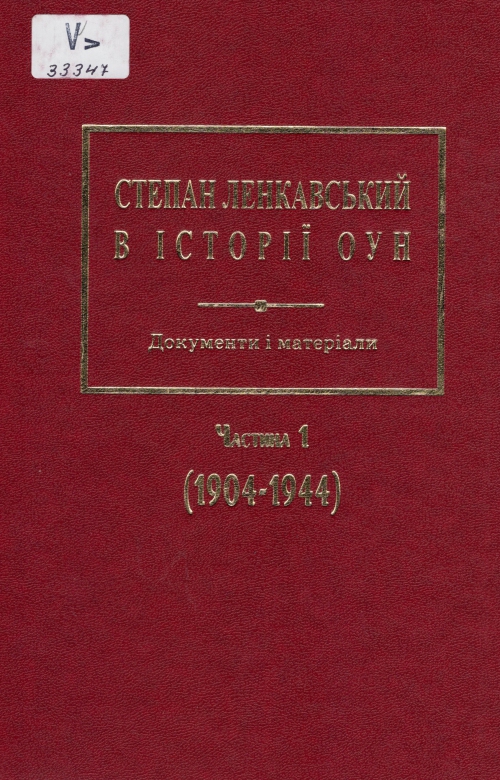 V>
33347
СТЕПАН ЛЕНКАВСЬКИЙ
В ІСТОРІЇ ОУН
Документи і матеріали
Частина 1
(1904-1944)